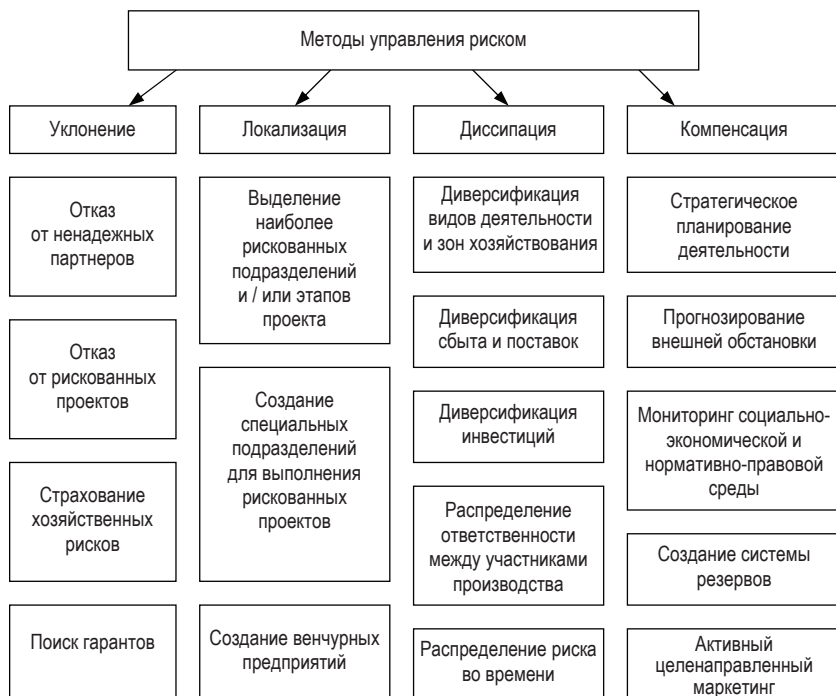 Методы управления риском
Уклонение
Локализация
Диссипация
Компенсация
Отказ
от ненадежных
партнеров
Отказ
от рискованных
проектов
Страхование
хозяйственных
рисков
Поиск гарантов
Выделение
наиболее
рискованных
подразделений
и / или этапов
проекта
Создание
специальных
подразделений
для выполнения
рискованных
проектов
Создание венчурных
предприятий
Диверсификация
видов деятельности
и зон хозяйствования
Диверсификация
сбыта и поставок
Диверсификация
инвестиций
Распределение
ответственности
между участниками
производства
Распределение риска
во времени
Стратегическое
планирование
деятельности
Прогнозирование
внешней обстановки
Мониторинг социально-
экономической и
нормативно-правовой
среды
Создание системы
резервов
Активный
целенаправленный
маркетинг